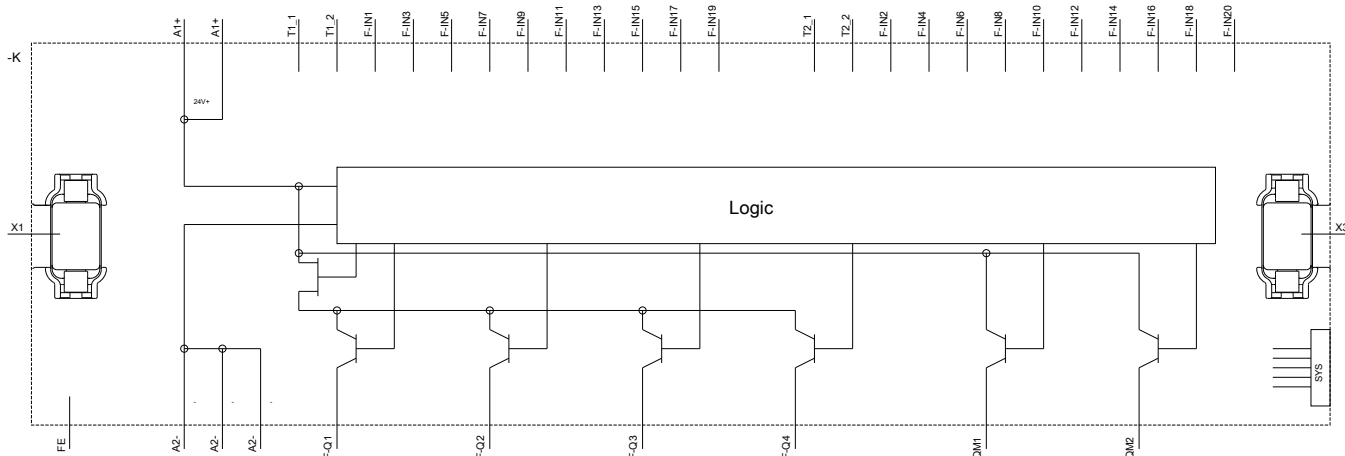 A1+
A1+
T1_1
T1_2
F-IN1
F-IN3
F-IN5
F-IN7
F-IN9
F-IN11
F-IN13
F-IN15
F-IN17
F-IN19
T2_1
T2_2
F-IN2
F-IN4
F-IN6
F-IN8
F-IN10
F-IN12
F-IN14
F-IN16
F-IN18
F-IN20
-K
24V+
Logic
X1
X3
SYS
-
-
-
FE
A2-
A2-
A2-
F-Q1
F-Q2
F-Q3
F-Q4
QM1
QM2